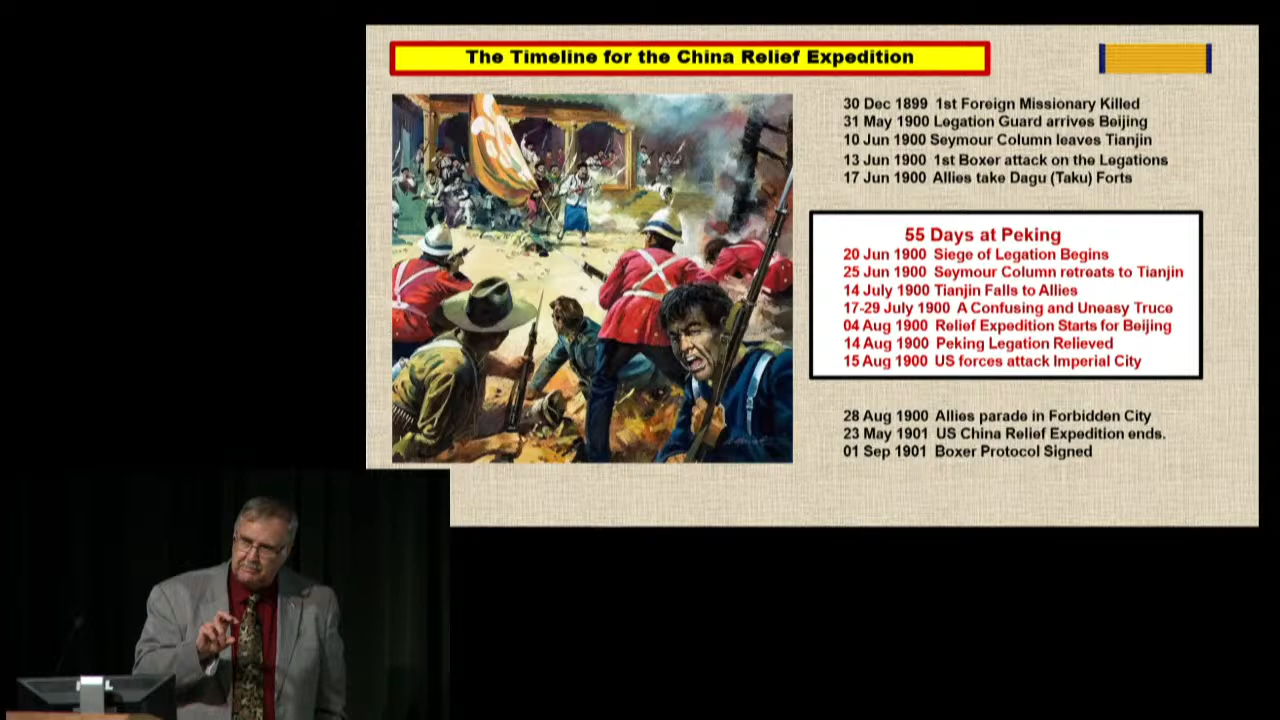 The Timeline for the China Relief Expedition
30 Dec 1899 1st Foreign Missionary Killed
31 May 1900 Legation Guard arrives Beijing
10 Jun 1900 Seymour Column leaves Tianjin
13 Jun 1900 1st Boxer attack on the Legations
17 Jun 1900 Allies take Dagu (Taku) Forts
55 Days at Peking
20 Jun 1900 Siege of Legation Begins
25 Jun 1900 Seymour Column retreats to Tianjin
14 July 1900 Tianjin Falls to Allies
17-29 July 1900 A Confusing and Uneasy Truce
04 Aug 1900 Relief Expedition Starts for Beijing
14 Aug 1900 Peking Legation Relieved
15 Aug 1900 US forces attack Imperial City
28 Aug 1900 Allies parade in Forbidden City
23 May 1901 US China Relief Expedition ends.
01 Sep 1901 Boxer Protocol Signed